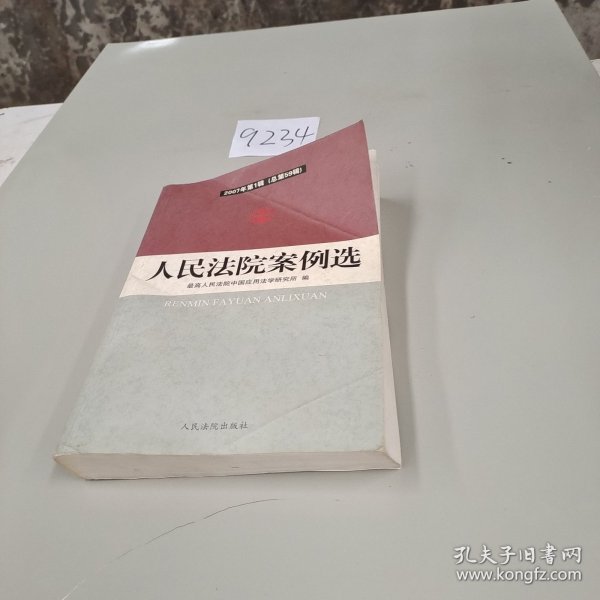 9234
2007年第1辑（总第59辑）
人民法院案例选
最高人民法院中国应用法学研究所 编
RENMIN FAYUAN ANLIXUAN
人民法院出版社
孔夫子旧书网
www.kongfz.com